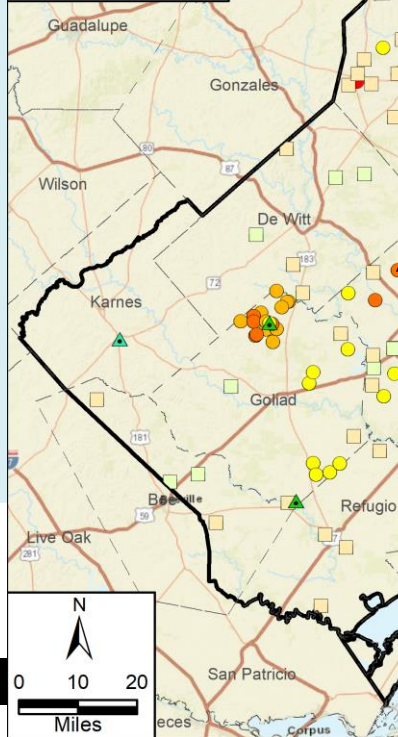 Guadalupe
Gonzales
80
87
Wilson
De Witt
183
72
Karnes
Goliad
181
Bee
Refugio
59
Live Oak
281
San Patricio
Corpus
N
0 10 20
Miles